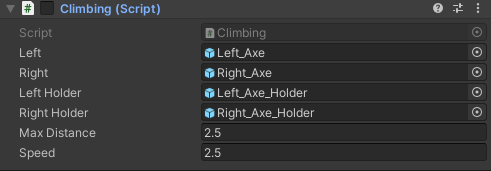 Climbing (Script)
Script Climbing
Left Left_Axe
Right Right_Axe
Left Holder Left_Axe_Holder
Right Holder Right_Axe_Holder
Max Distance 2.5
Speed 2.5